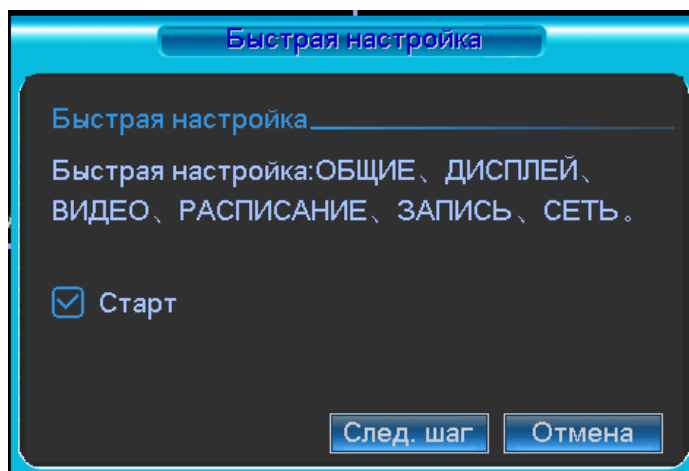 Быстрая настройка
Быстрая настройка
Быстрая настройка:ОБЩИЕ、ДИСПЛЕЙ、
ВИДЕО、РАСПИСАНИЕ、ЗАПИСЬ、СЕТЬ。
Старт
След. шаг Отмена